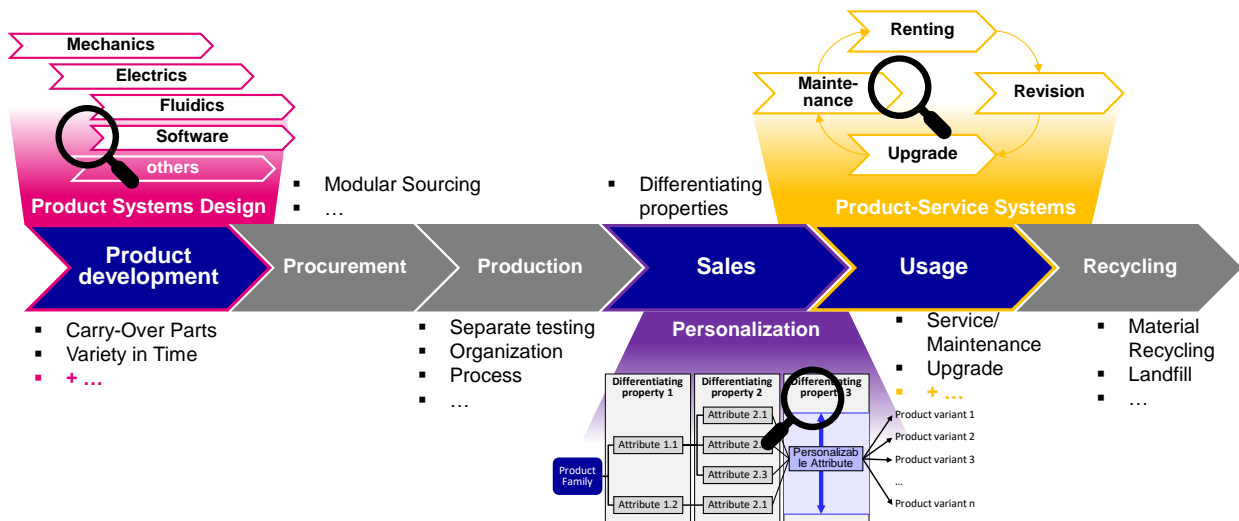 Mechanics
Electrics
Fluidics
Software
others
Product Systems Design
Renting
Mainte-
nance
Revision
Upgrade
Product-Service Systems
▪ Modular Sourcing
▪ …
▪ Differentiating
properties
Product
development
Procurement
Production
Sales
Usage
Recycling
▪ Carry-Over Parts
▪ Variety in Time
▪ + …
▪ Separate testing
▪ Organization
▪ Process
▪ …
Personalization
▪ Service/
Maintenance
▪ Upgrade
▪ + …
▪ Material
Recycling
▪ Landfill
▪ …
Differentiating
property 1
Differentiating
property 2
Differentiating
property 3
Product
Family
Attribute 1.1
Attribute 1.2
Attribute 2.1
Attribute 2.
Attribute 2.3
Attribute 2.1
Personalizab
le Attribute
Product variant 1
Product variant 2
Product variant 3
…
Product variant n